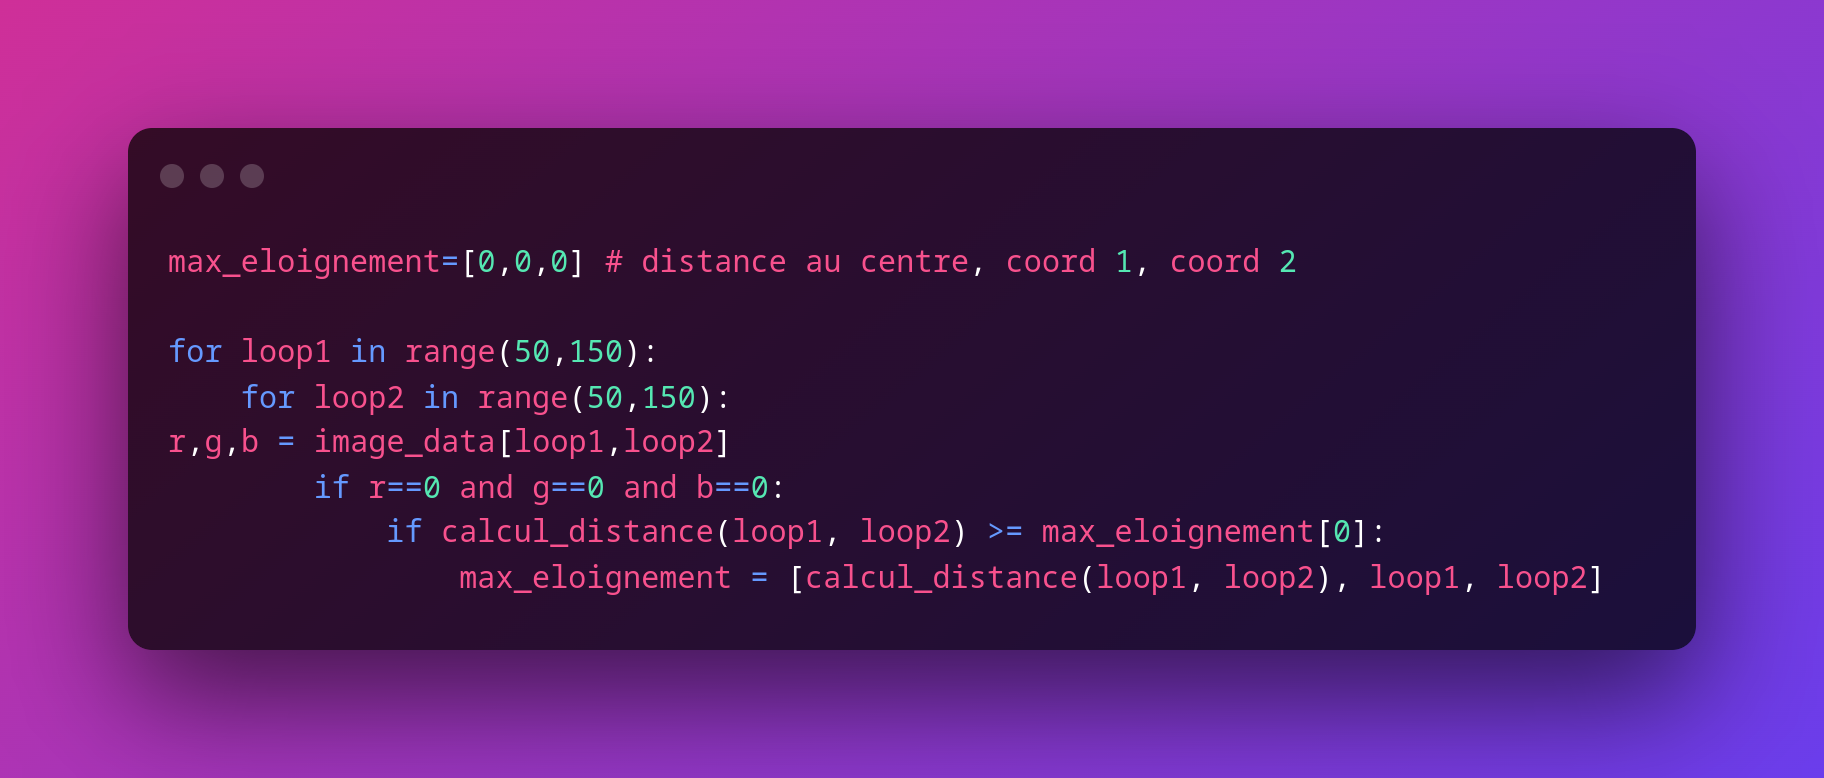 max_eloignement=[0,0,0] # distance au centre, coord 1, coord 2
for loop1 in range(50,150):
    for loop2 in range(50,150):
r,g,b = image_data[loop1,loop2]
        if r==0 and g==0 and b==0:
            if calcul_distance(loop1, loop2) >= max_eloignement[0]:
                max_eloignement = [calcul_distance(loop1, loop2), loop1, loop2]